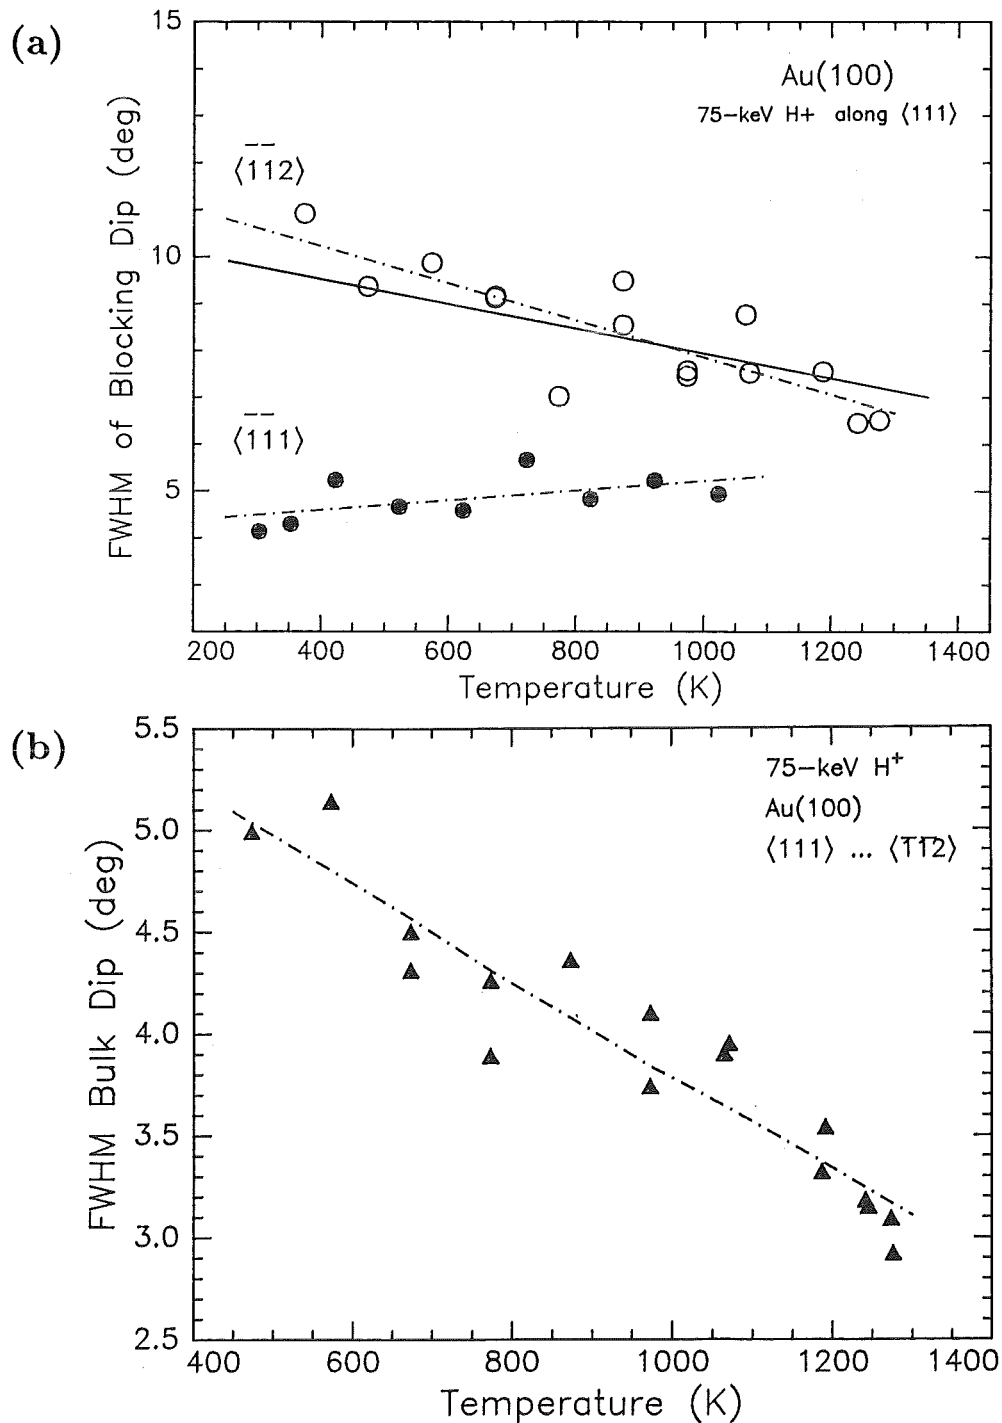 (a)
15
10
5
FWHM of Blocking Dip (deg)
Au(100)
75-keV H+ along ⟨111⟩
⟨1̅1̅2⟩
⟨1̅1̅1⟩
200 400 600 800 1000 1200 1400
Temperature (K)
(b)
5.5
5.0
4.5
4.0
3.5
3.0
2.5
FWHM Bulk Dip (deg)
75-keV H⁺
Au(100)
⟨111⟩ ... ⟨1̅1̅2⟩
400 600 800 1000 1200 1400
Temperature (K)